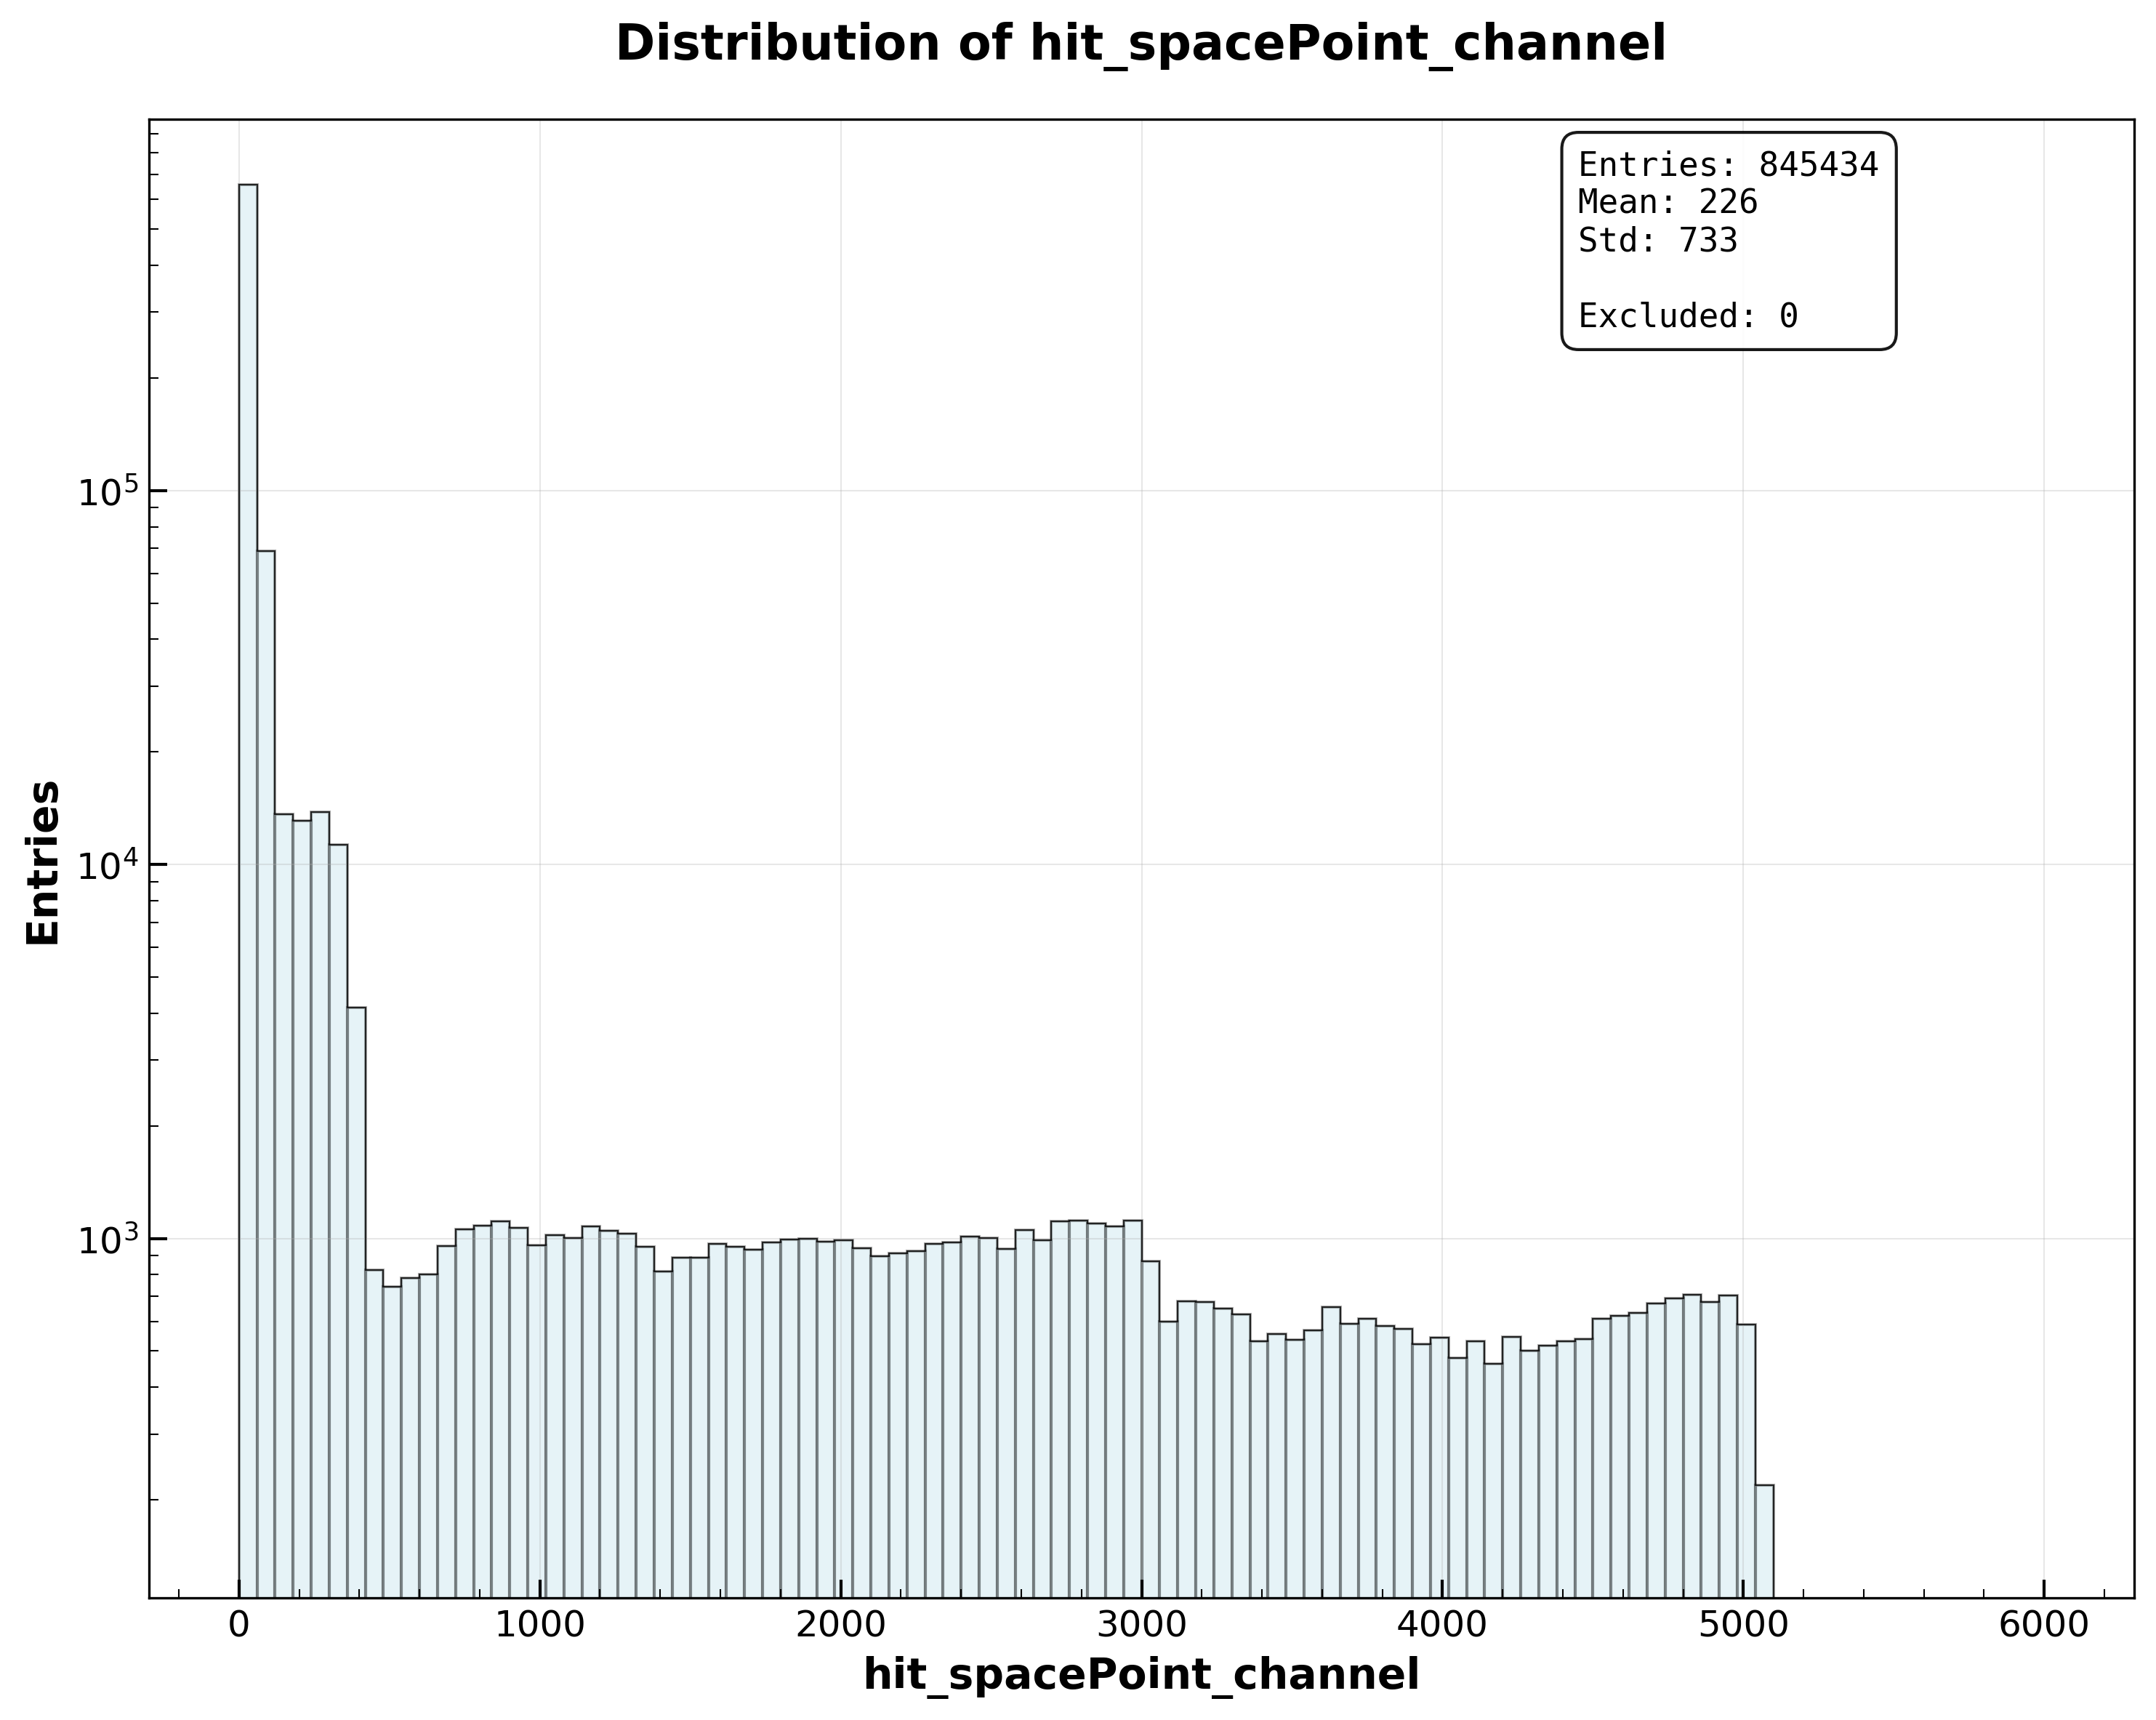 Distribution of hit_spacePoint_channel
Entries: 845434
Mean: 226
Std: 733
Excluded: 0
10^5
10^4
10^3
Entries
0 1000 2000 3000 4000 5000 6000
hit_spacePoint_channel